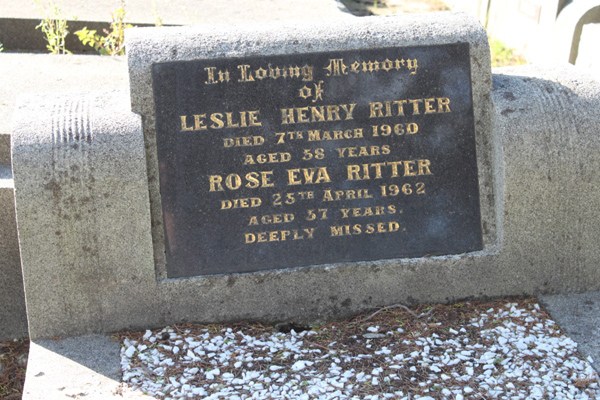 In Loving Memory
of
LESLIE HENRY RITTER
DIED 7TH MARCH 1960
AGED 58 YEARS
ROSE EVA RITTER
DIED 25TH APRIL 1962
AGED 57 YEARS.
DEEPLY MISSED.